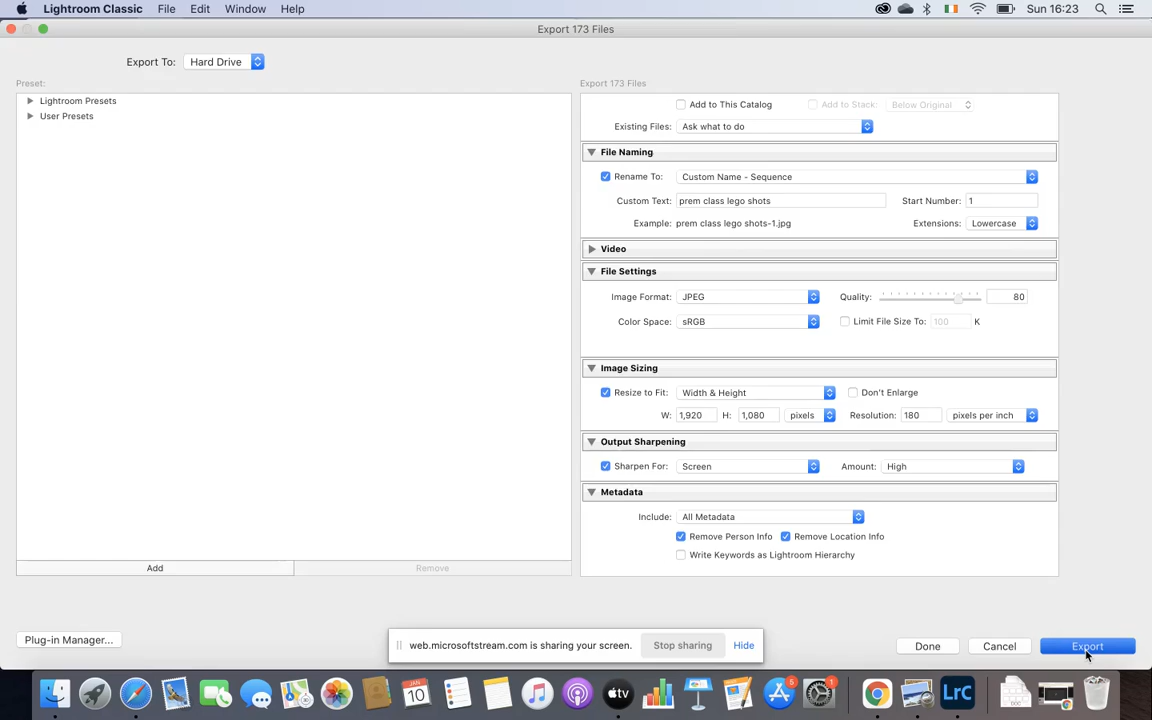 Lightroom Classic File Edit Window Help Sun 16:23
Export 173 Files
Export To: Hard Drive
Preset:
Lightroom Presets
User Presets
Add Remove
Plug-in Manager...
Export 173 Files
Add to This Catalog Add to Stack: Below Original
Existing Files: Ask what to do
File Naming
Rename To: Custom Name - Sequence
Custom Text: prem class lego shots Start Number: 1
Example: prem class lego shots-1.jpg Extensions: Lowercase
Video
File Settings
Image Format: JPEG Quality: 80
Color Space: sRGB Limit File Size To: 100 K
Image Sizing
Resize to Fit: Width & Height Don't Enlarge
W: 1,920 H: 1,080 pixels Resolution: 180 pixels per inch
Output Sharpening
Sharpen For: Screen Amount: High
Metadata
Include: All Metadata
Remove Person Info Remove Location Info
Write Keywords as Lightroom Hierarchy
Done Cancel Export
web.microsoftstream.com is sharing your screen. Stop sharing Hide
JAN
10
tv
5
1
LrC